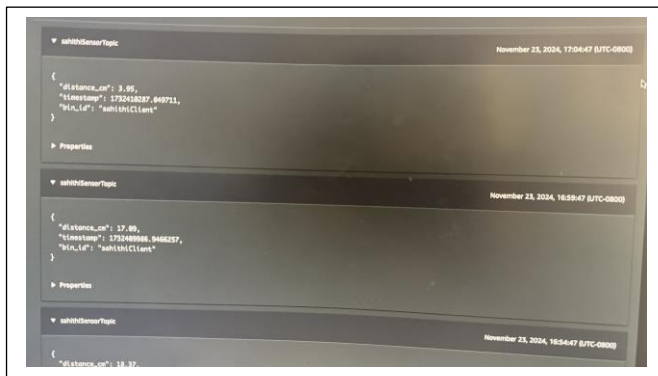 ▼ sahithiSensorTopic November 23, 2024, 17:04:47 (UTC-0800)
{
"distance_cm": 3.95,
"timestamp": 1732410287.049711,
"bin_id": "sahithiClient"
}
▶ Properties
▼ sahithiSensorTopic November 23, 2024, 16:59:47 (UTC-0800)
{
"distance_cm": 17.09,
"timestamp": 1732409986.9466257,
"bin_id": "sahithiClient"
}
▶ Properties
▼ sahithiSensorTopic November 23, 2024, 16:54:47 (UTC-0800)
{
"distance_cm": 18.37,